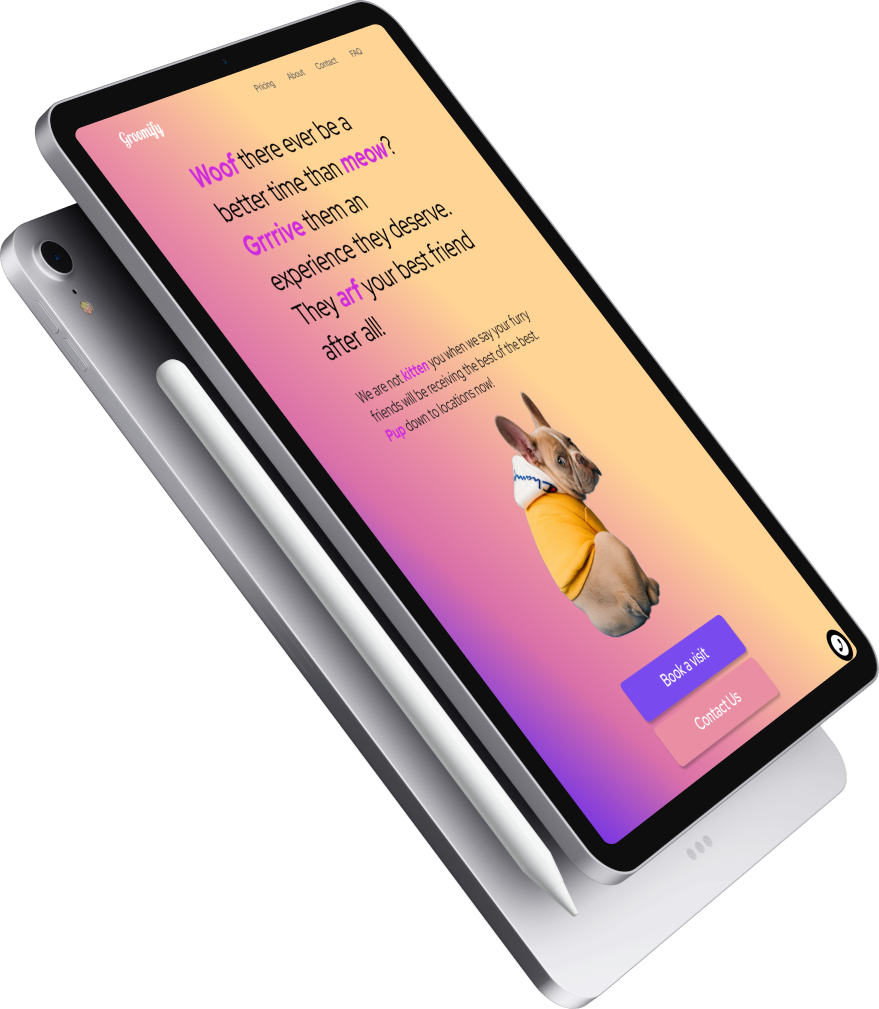 Pricing About Contact FAQ
Groomify
Woof there ever be a
better time than meow?
Grrrive them an
experience they deserve.
They arf your best friend
after all!
We are not kitten you when we say your furry
friends will be receiving the best of the best.
Pup down to locations now!
Champ
Book a visit
Contact Us